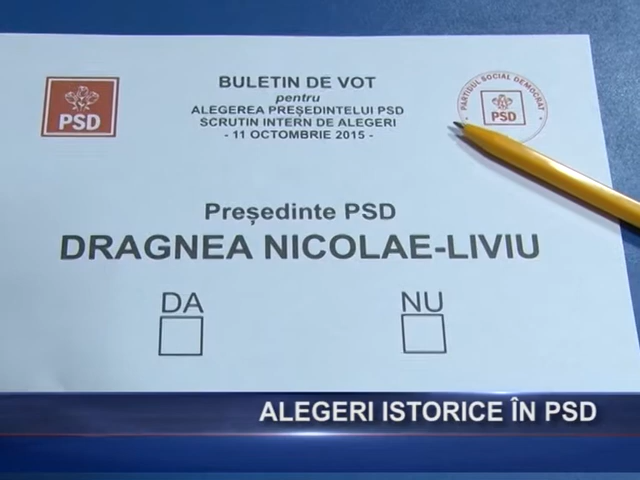 BULETIN DE VOT
pentru
ALEGEREA PREȘEDINTELUI PSD
SCRUTIN INTERN DE ALEGERI
- 11 OCTOMBRIE 2015 -
PSD
PARTIDUL SOCIAL DEMOCRAT
PSD
Președinte PSD
DRAGNEA NICOLAE-LIVIU
DA
NU
ALEGERI ISTORICE ÎN PSD